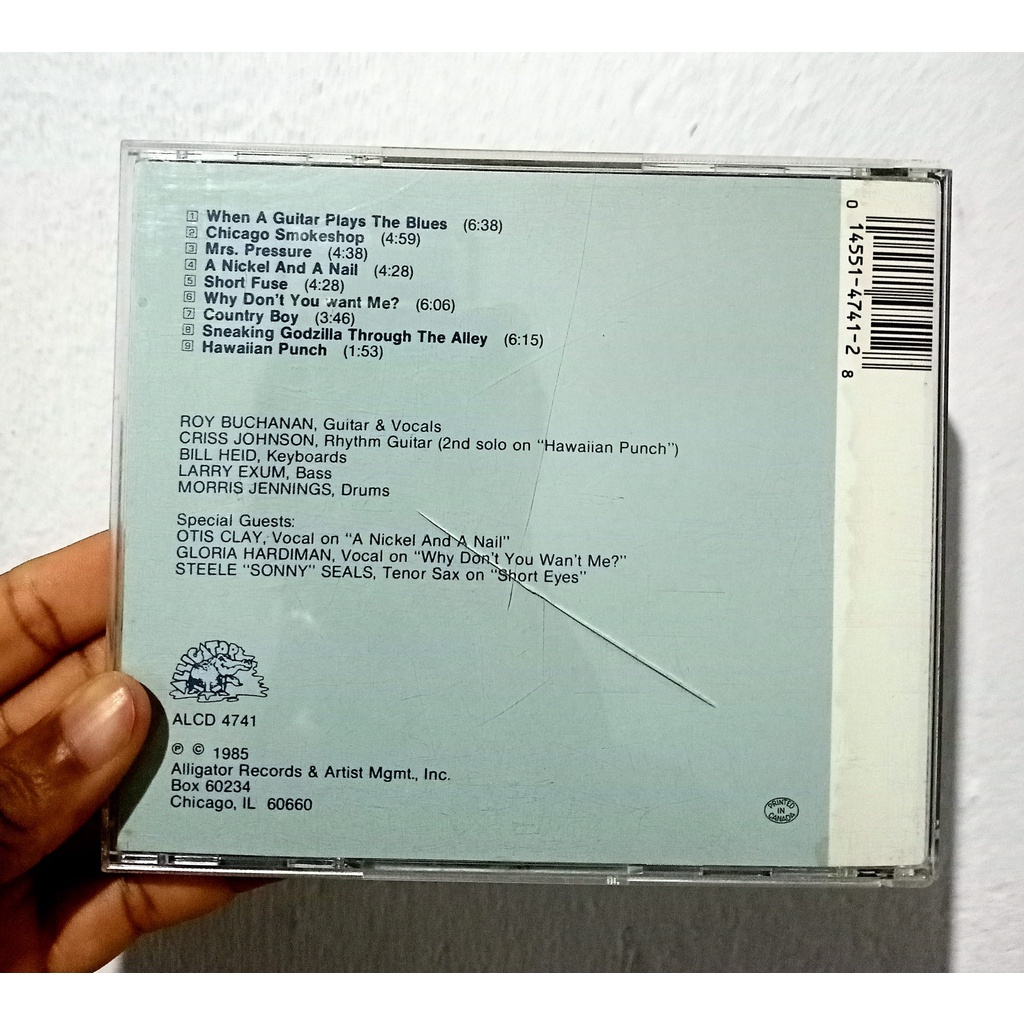 1 When A Guitar Plays The Blues (6:38)
2 Chicago Smokeshop (4:59)
3 Mrs. Pressure (4:38)
4 A Nickel And A Nail (4:28)
5 Short Fuse (4:28)
6 Why Don't You want Me? (6:06)
7 Country Boy (3:46)
8 Sneaking Godzilla Through The Alley (6:15)
9 Hawaiian Punch (1:53)
ROY BUCHANAN, Guitar & Vocals
CRISS JOHNSON, Rhythm Guitar (2nd solo on "Hawaiian Punch")
BILL HEID, Keyboards
LARRY EXUM, Bass
MORRIS JENNINGS, Drums
Special Guests:
OTIS CLAY, Vocal on "A Nickel And A Nail"
GLORIA HARDIMAN, Vocal on "Why Don't You Wan't Me?"
STEELE "SONNY" SEALS, Tenor Sax on "Short Eyes"
ALLIGATOR
ALCD 4741
℗ © 1985
Alligator Records & Artist Mgmt., Inc.
Box 60234
Chicago, IL 60660
PRINTED
IN
CANADA
0 14551-4741-2 8